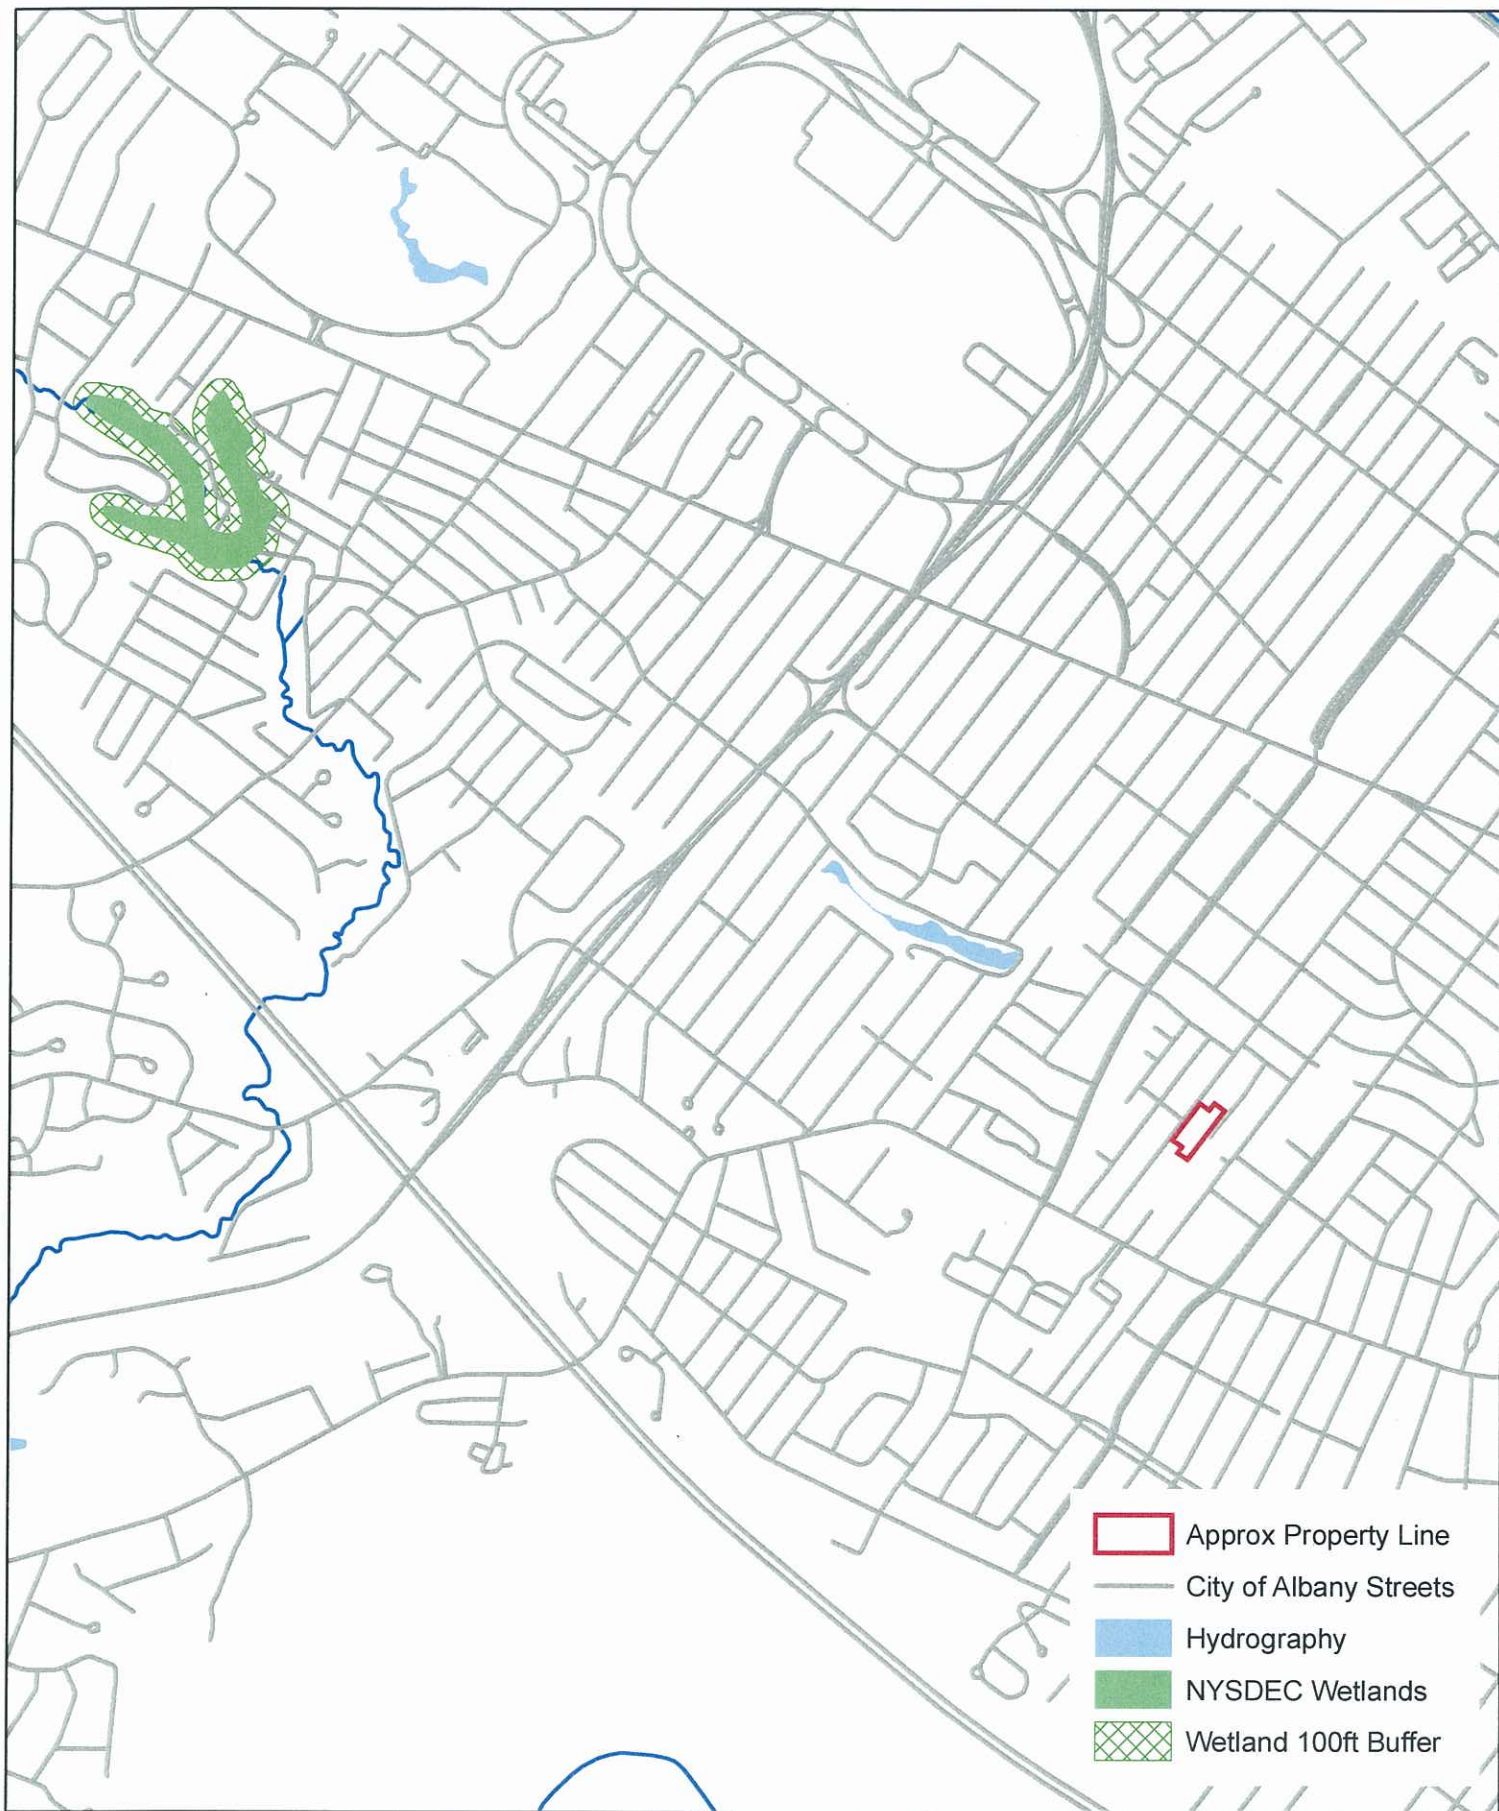 Approx Property Line
City of Albany Streets
Hydrography
NYSDEC Wetlands
Wetland 100ft Buffer